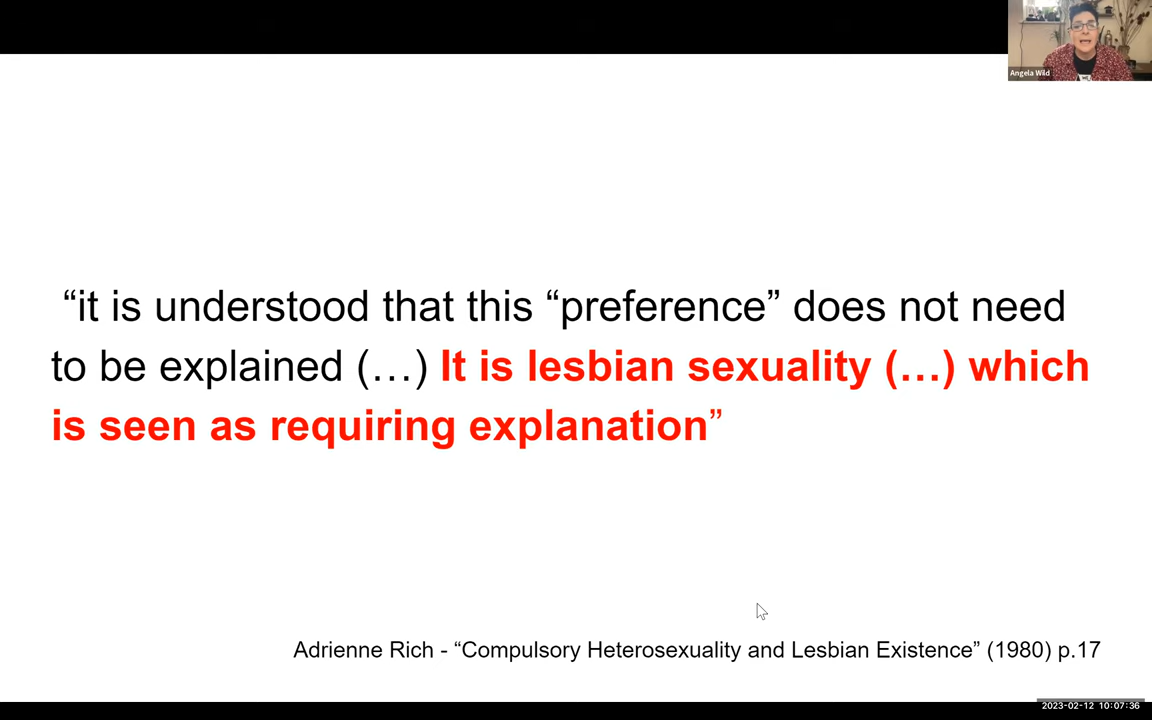 Angela Wild
“it is understood that this “preference” does not need
to be explained (…) It is lesbian sexuality (…) which
is seen as requiring explanation”
Adrienne Rich - “Compulsory Heterosexuality and Lesbian Existence” (1980) p.17
2023-02-12 10:07:36